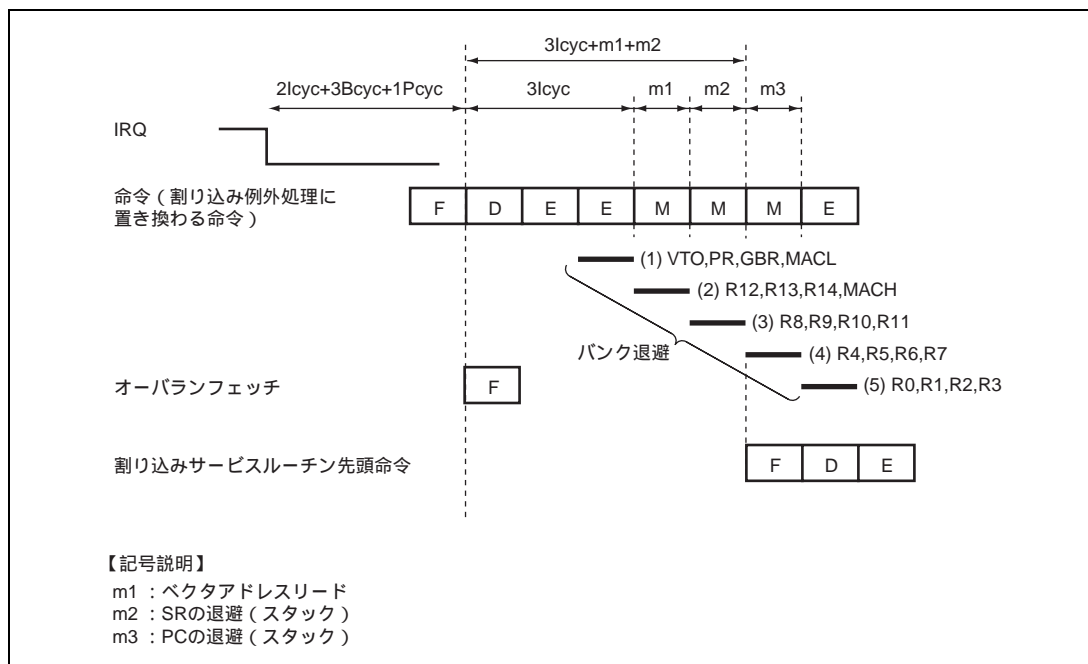 3Icyc+m1+m2
2Icyc+3Bcyc+1Pcyc
3Icyc
m1
m2
m3
IRQ
命令（割り込み例外処理に
置き換わる命令）
F
D
E
E
M
M
M
E
(1) VTO,PR,GBR,MACL
(2) R12,R13,R14,MACH
(3) R8,R9,R10,R11
バンク退避
(4) R4,R5,R6,R7
オーバランフェッチ
F
(5) R0,R1,R2,R3
割り込みサービスルーチン先頭命令
F
D
E
【記号説明】
m1 ：ベクタアドレスリード
m2 ：SRの退避（スタック）
m3 ：PCの退避（スタック）